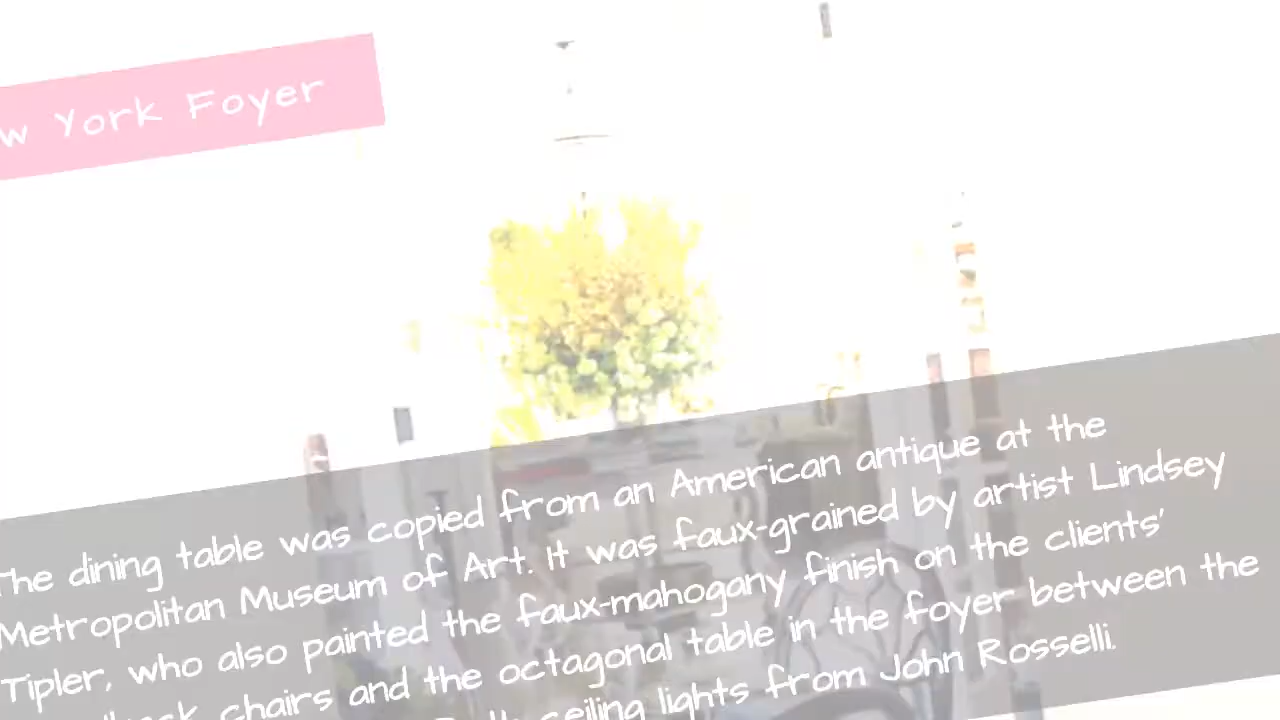 York Foyer
The dining table was copied from an American antique at the
Metropolitan Museum of Art. It was faux-grained by artist Lindsey
Tipler, who also painted the faux-mahogany finish on the clients'
chairs and the octagonal table in the foyer between the
ceiling lights from John Rosselli.